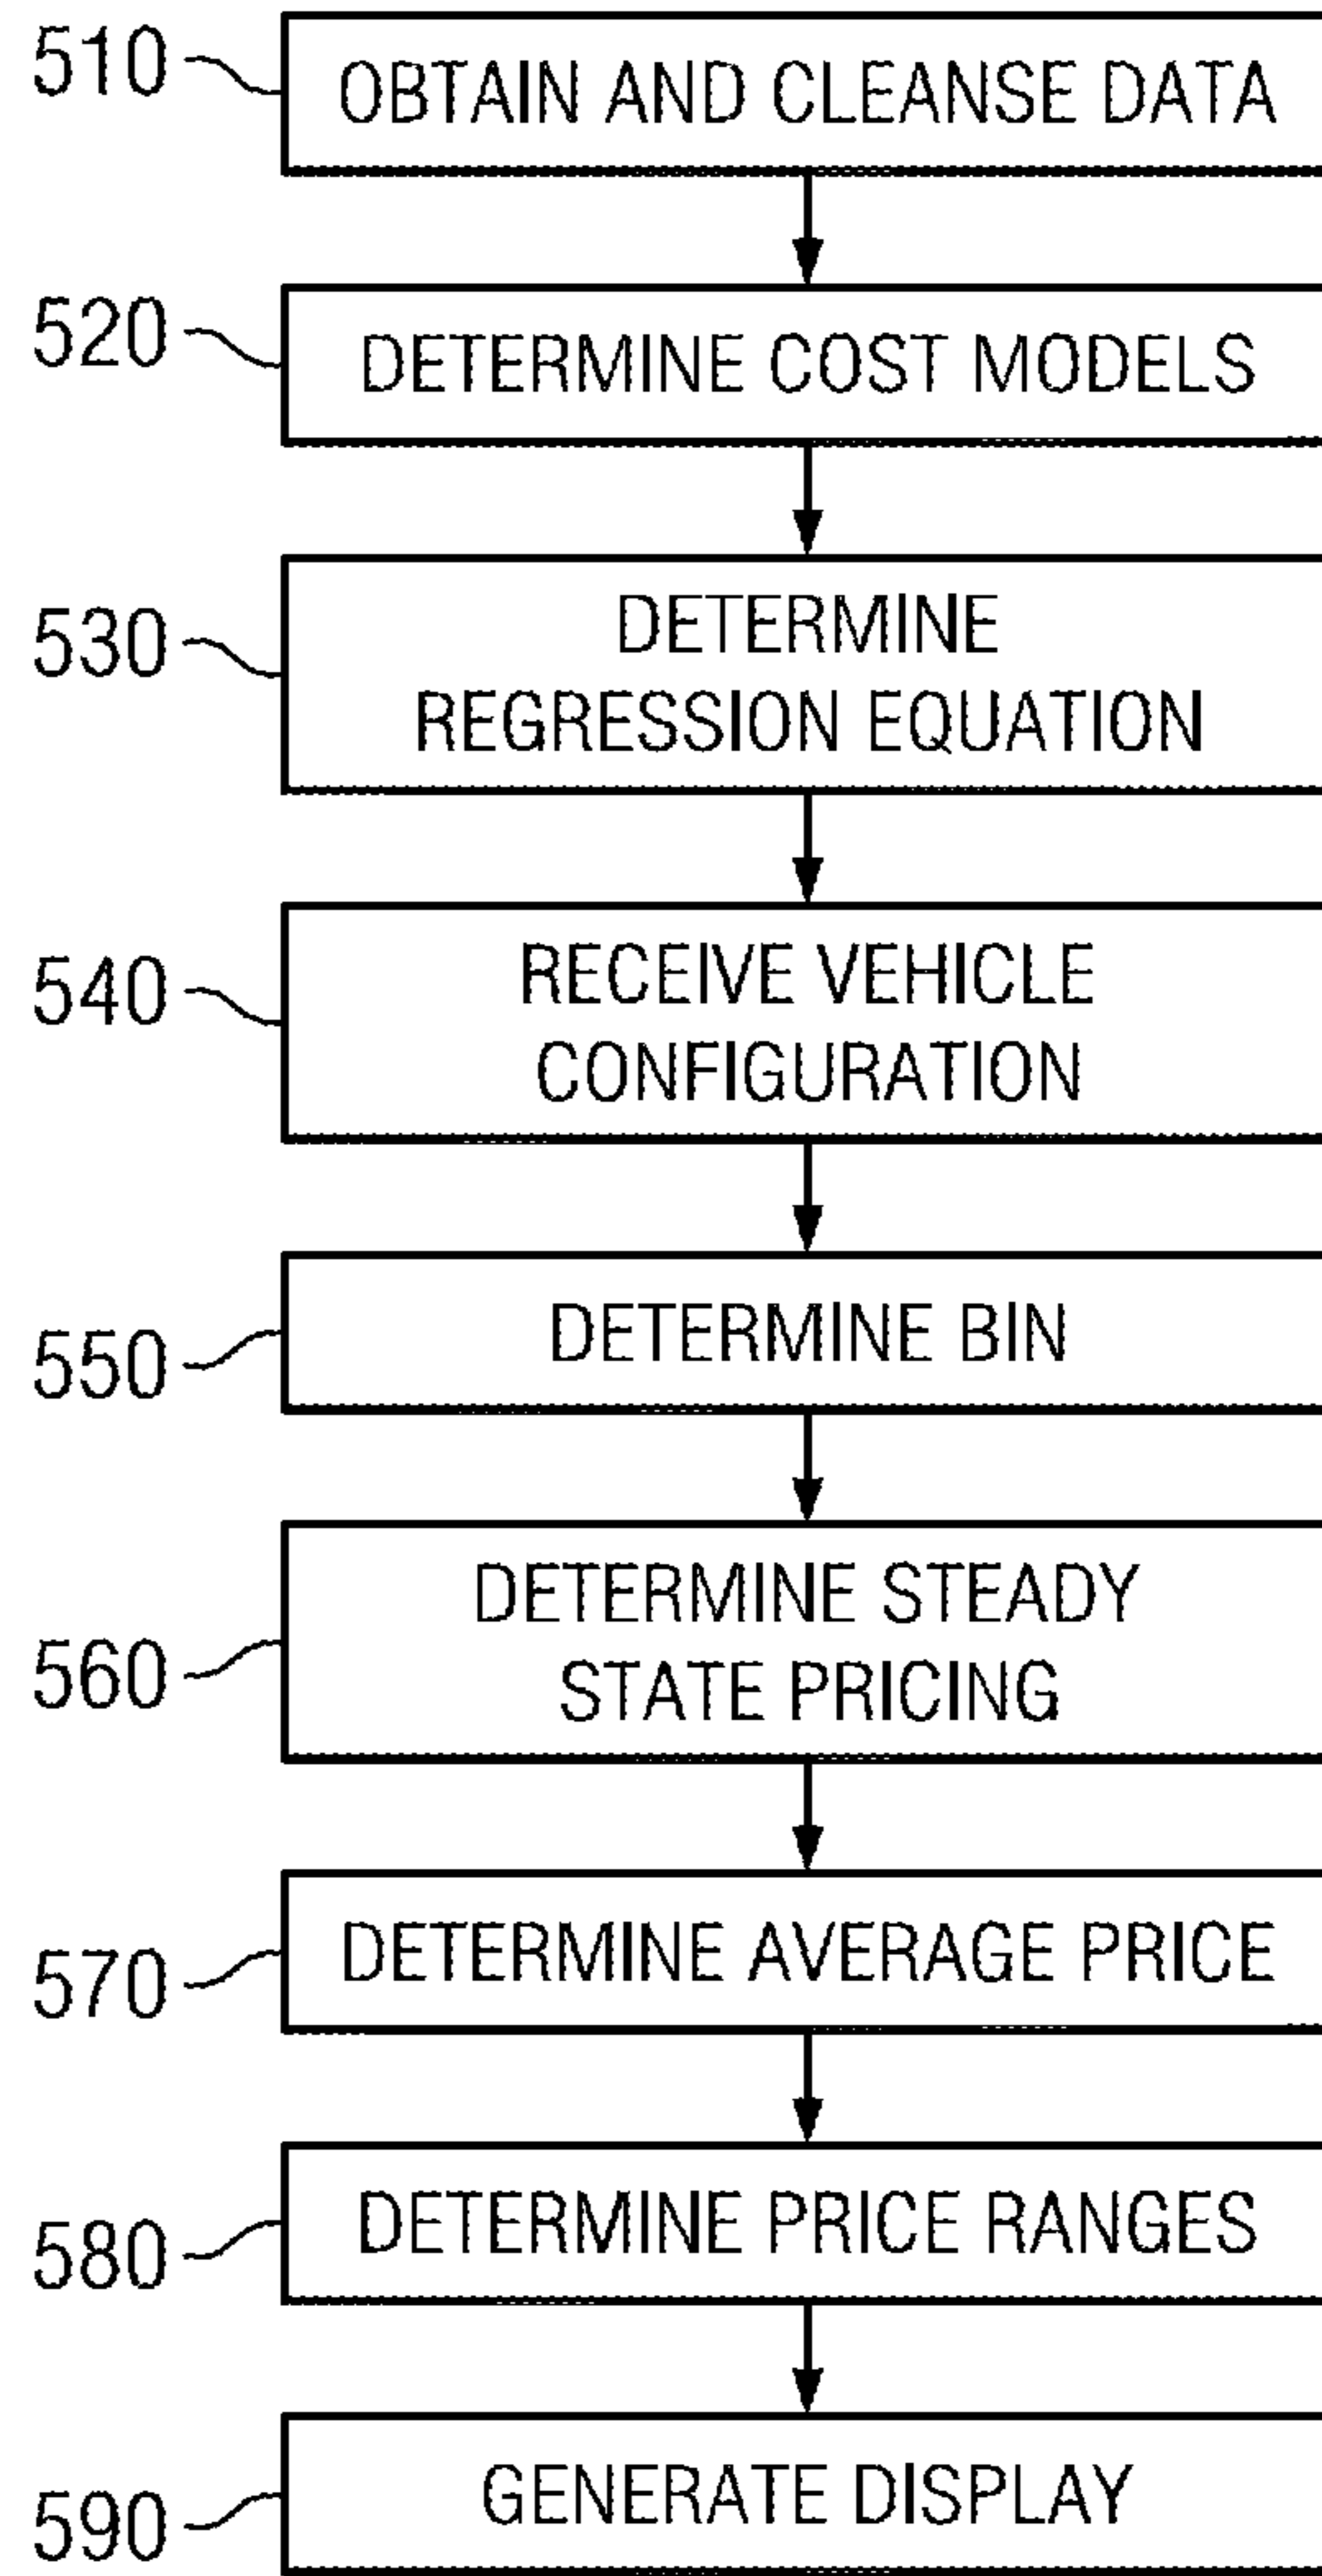 510
OBTAIN AND CLEANSE DATA
520
DETERMINE COST MODELS
530
DETERMINE
REGRESSION EQUATION
540
RECEIVE VEHICLE
CONFIGURATION
550
DETERMINE BIN
560
DETERMINE STEADY
STATE PRICING
570
DETERMINE AVERAGE PRICE
580
DETERMINE PRICE RANGES
590
GENERATE DISPLAY